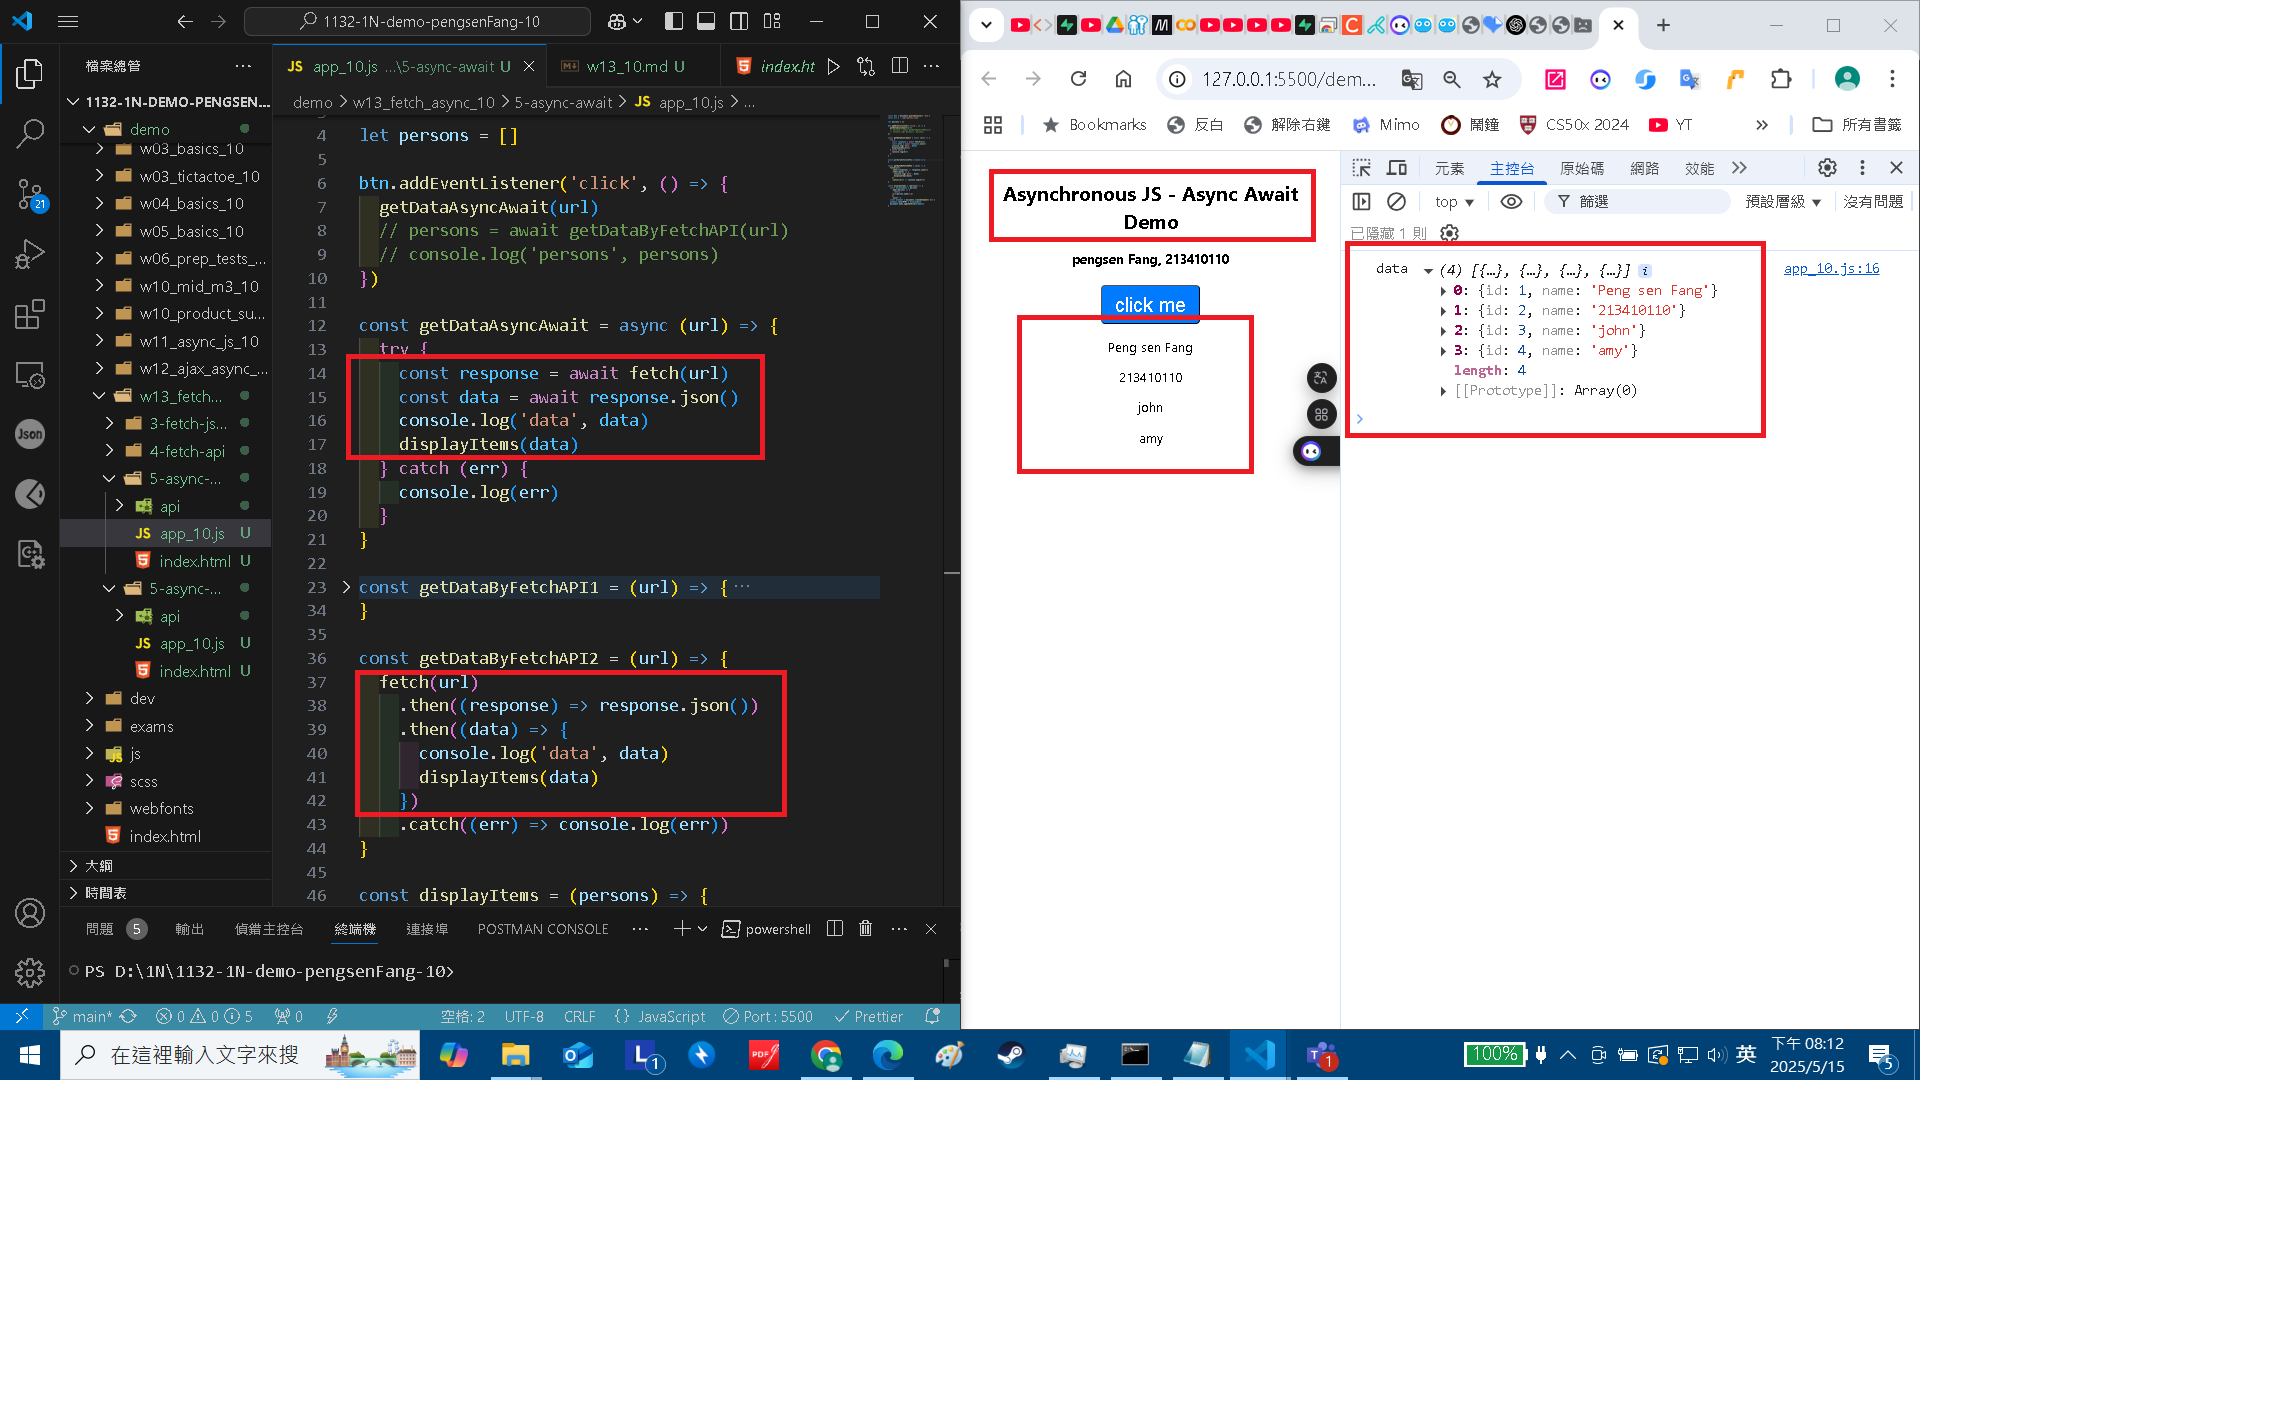 1132-1N-demo-pengsenFang-10
檔案總管
1132-1N-DEMO-PENGSEN...
demo
w03_basics_10
w03_tictactoe_10
w04_basics_10
w05_basics_10
w06_prep_tests_...
w10_mid_m3_10
w10_product_su...
w11_async_js_10
w12_ajax_async_...
w13_fetch...
3-fetch-js...
4-fetch-api
5-async-...
api
JS app_10.js U
index.html U
5-async-...
api
JS app_10.js U
index.html U
dev
exams
js
scss
webfonts
index.html
大綱
時間表
21
Json
JS app_10.js ...\5-async-await U
w13_10.md U
index.ht
demo > w13_fetch_async_10 > 5-async-await > JS app_10.js > ...
4 let persons = []
5
6 btn.addEventListener('click', () => {
7 getDataAsyncAwait(url)
8 // persons = await getDataByFetchAPI(url)
9 // console.log('persons', persons)
10 })
11
12 const getDataAsyncAwait = async (url) => {
13 try {
14 const response = await fetch(url)
15 const data = await response.json()
16 console.log('data', data)
17 displayItems(data)
18 } catch (err) {
19 console.log(err)
20 }
21 }
22
23 const getDataByFetchAPI1 = (url) => { ...
34 }
35
36 const getDataByFetchAPI2 = (url) => {
37 fetch(url)
38 .then((response) => response.json())
39 .then((data) => {
40 console.log('data', data)
41 displayItems(data)
42 })
43 .catch((err) => console.log(err))
44 }
45
46 const displayItems = (persons) => {
問題 5 輸出 偵錯主控台 終端機 連接埠 POSTMAN CONSOLE ... powershell
PS D:\1N\1132-1N-demo-pengsenFang-10>
main* 0 0 5 0 空格: 2 UTF-8 CRLF {} JavaScript Port : 5500 Prettier
127.0.0.1:5500/dem...
Bookmarks 反白 解除右鍵 Mimo 鬧鐘 CS50x 2024 YT » 所有書籤
Asynchronous JS - Async Await
Demo
pengsen Fang, 213410110
click me
Peng sen Fang
213410110
john
amy
元素 主控台 原始碼 網路 效能 »
top 篩選 預設層級 沒有問題
已隱藏 1 則
data (4) [{…}, {…}, {…}, {…}] i app_10.js:16
0: {id: 1, name: 'Peng sen Fang'}
1: {id: 2, name: '213410110'}
2: {id: 3, name: 'john'}
3: {id: 4, name: 'amy'}
length: 4
[[Prototype]]: Array(0)
在這裡輸入文字來搜
L 1
PDF
1
100%
英
下午 08:12
2025/5/15
5